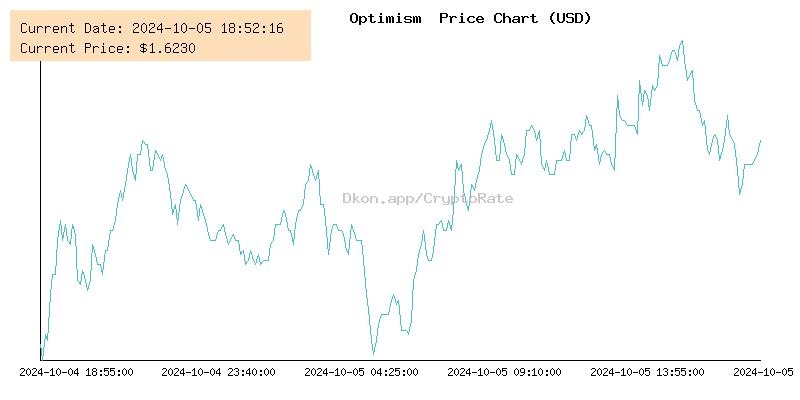 Optimism  Price Chart (USD)
Current Date: 2024-10-05 18:52:16
Current Price: $1.6230
Dkon.app/CryptoRate
2024-10-04 18:55:00 2024-10-04 23:40:00 2024-10-05 04:25:00 2024-10-05 09:10:00 2024-10-05 13:55:00 2024-10-05